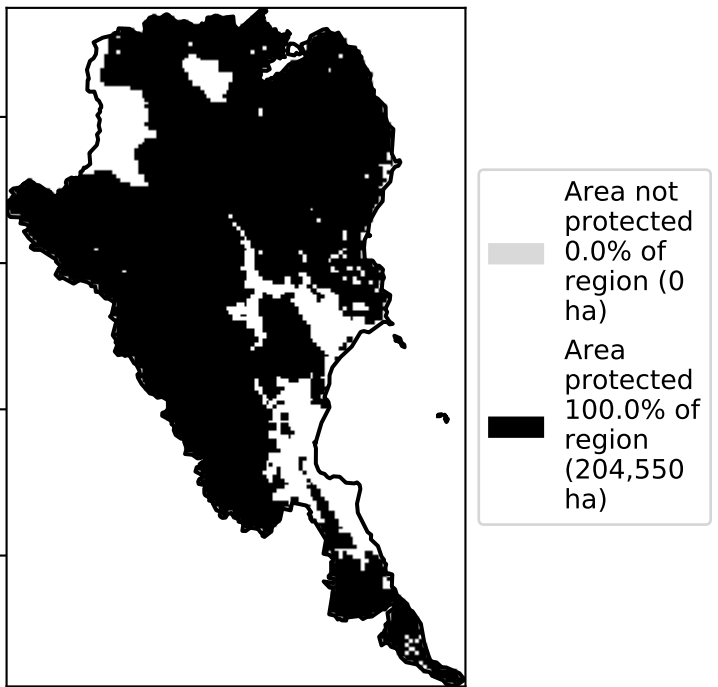 Area not
protected
0.0% of
region (0
ha)
Area
protected
100.0% of
region
(204,550
ha)